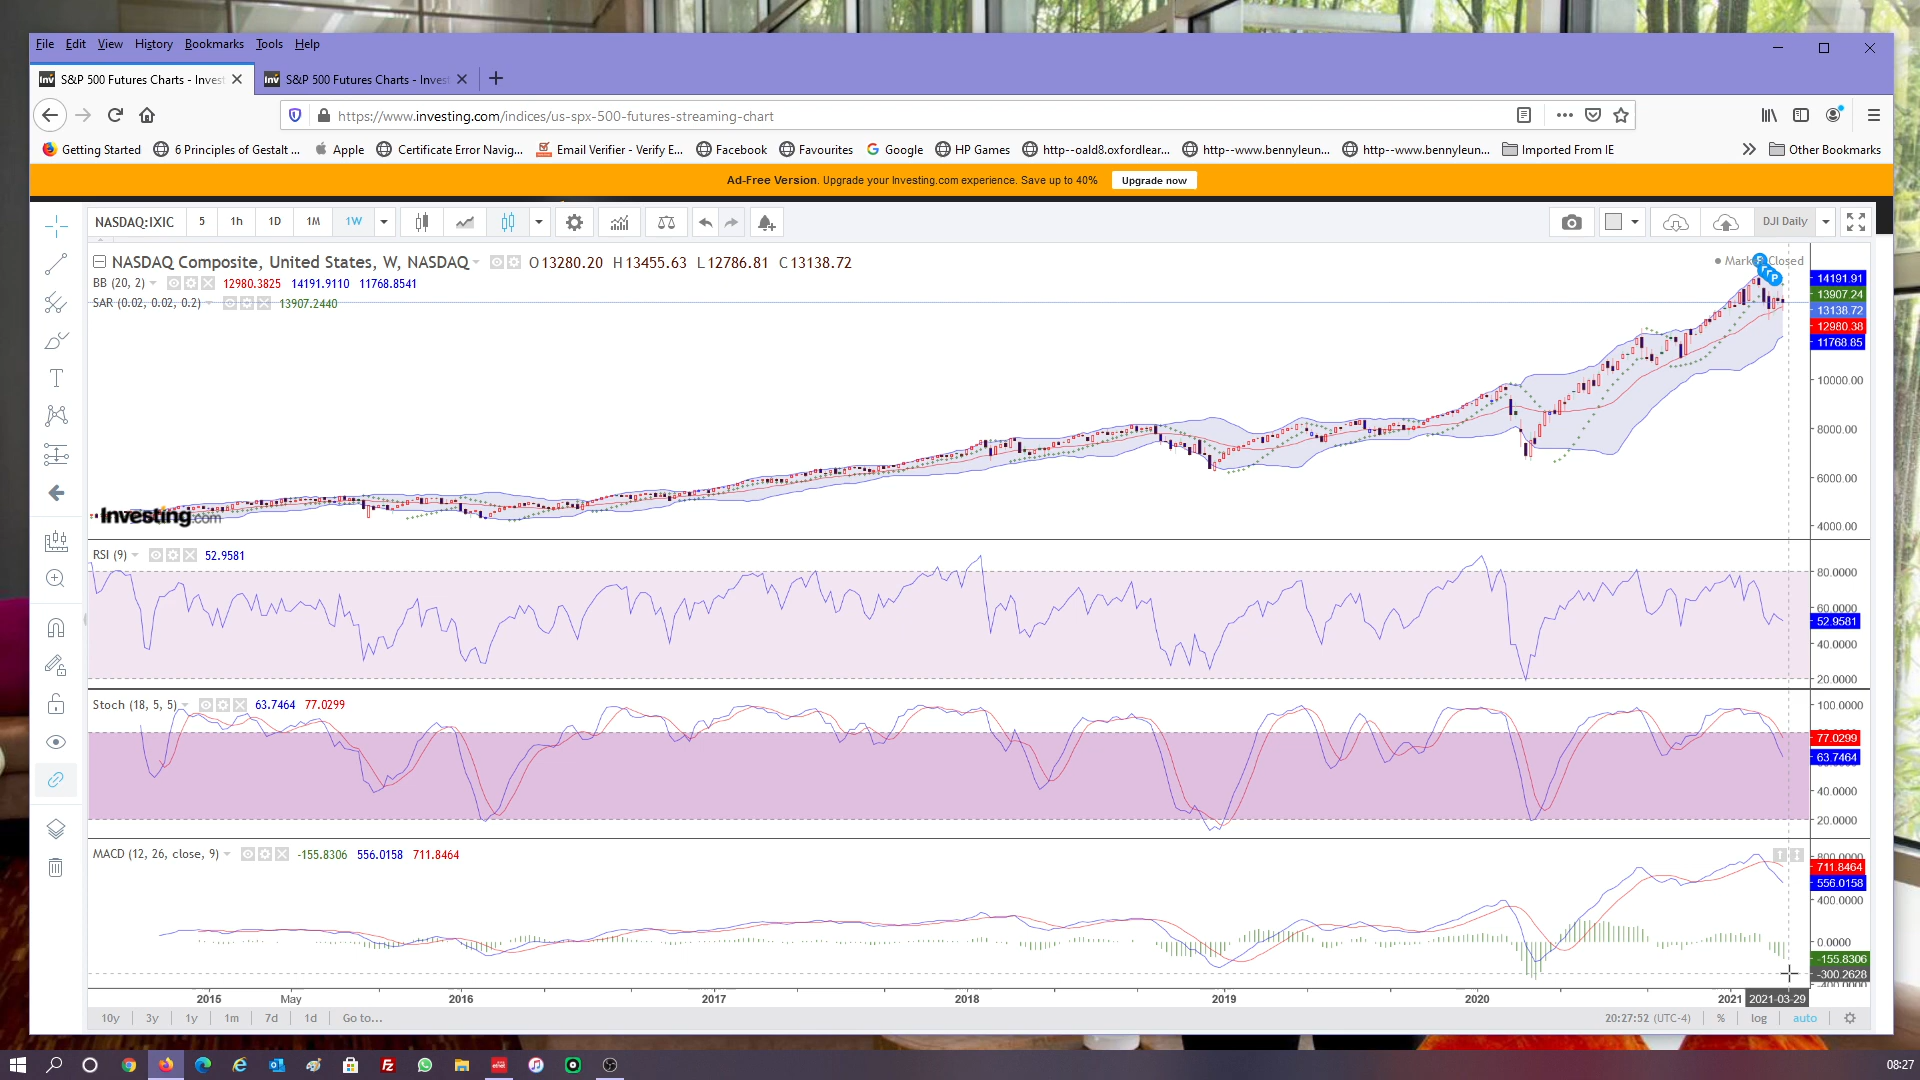 File Edit View History Bookmarks Tools Help
S&P 500 Futures Charts - Invest
S&P 500 Futures Charts - Invest
https://www.investing.com/indices/us-spx-500-futures-streaming-chart
Getting Started 6 Principles of Gestalt ... Apple Certificate Error Navig... Email Verifier - Verify E... Facebook Favourites Google HP Games http--oald8.oxfordlear... http--www.bennyleun... http--www.bennyleun... Imported From IE Other Bookmarks
Ad-Free Version. Upgrade your Investing.com experience. Save up to 40% Upgrade now
NASDAQ:IXIC 5 1h 1D 1M 1W DJI Daily
NASDAQ Composite, United States, W, NASDAQ O13280.20 H13455.63 L12786.81 C13138.72
BB (20, 2) 12980.3825 14191.9110 11768.8541
SAR (0.02, 0.02, 0.2) 13907.2440
Closed
14191.91
13907.24
13138.72
12980.38
11768.85
10000.00
8000.00
6000.00
4000.00
Investing.com
RSI (9) 52.9581
80.0000
60.0000
52.9581
40.0000
20.0000
Stoch (18, 5, 5) 63.7464 77.0299
100.0000
77.0299
63.7464
40.0000
20.0000
MACD (12, 26, close, 9) -155.8306 556.0158 711.8464
800.0000
711.8464
556.0158
400.0000
0.0000
-155.8306
-300.2628
2015 May 2016 2017 2018 2019 2020 2021 2021-03-29
10y 3y 1y 1m 7d 1d Go to... 20:27:52 (UTC-4) % log auto
08:27